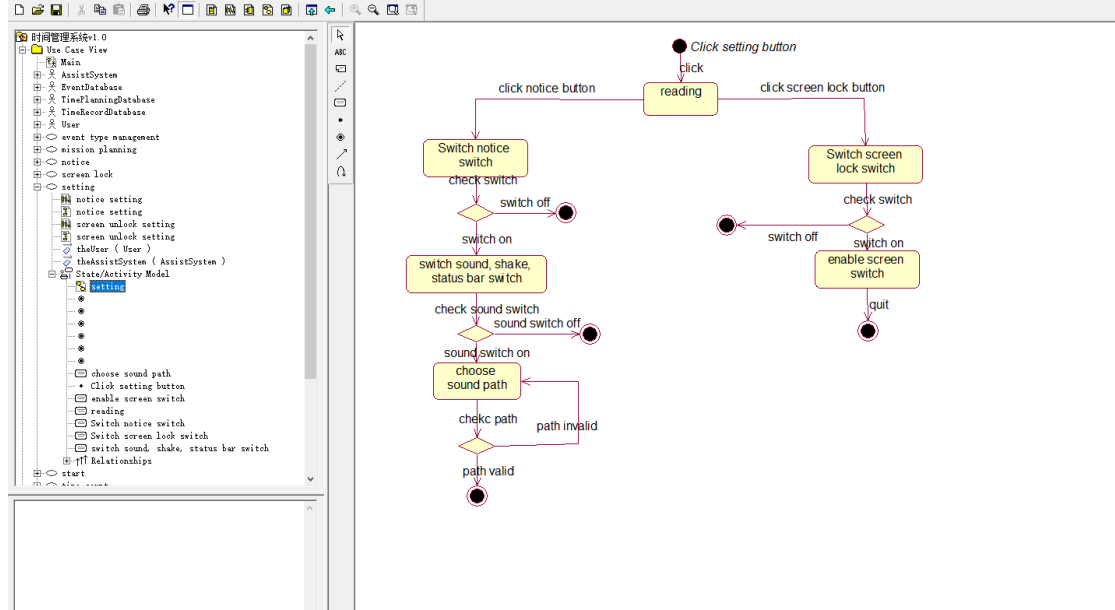 时间管理系统v1.0
Use Case View
Main
AssistSystem
EventDatabase
TimePlanningDatabase
TimeRecordDatabase
User
event type management
mission planning
notice
screen lock
setting
notice setting
notice setting
screen unlock setting
screen unlock setting
theUser ( User )
theAssistSystem ( AssistSystem )
State/Activity Model
setting
choose sound path
Click setting button
enable screen switch
reading
Switch notice switch
Switch screen lock switch
switch sound, shake, status bar switch
Relationships
start
ABC
Click setting button
click
reading
click notice button
click screen lock button
Switch notice
switch
check switch
switch off
switch on
switch sound, shake,
status bar switch
check sound switch
sound switch off
sound switch on
choose
sound path
chekc path
path invalid
path valid
Switch screen
lock switch
check switch
switch off
switch on
enable screen
switch
quit